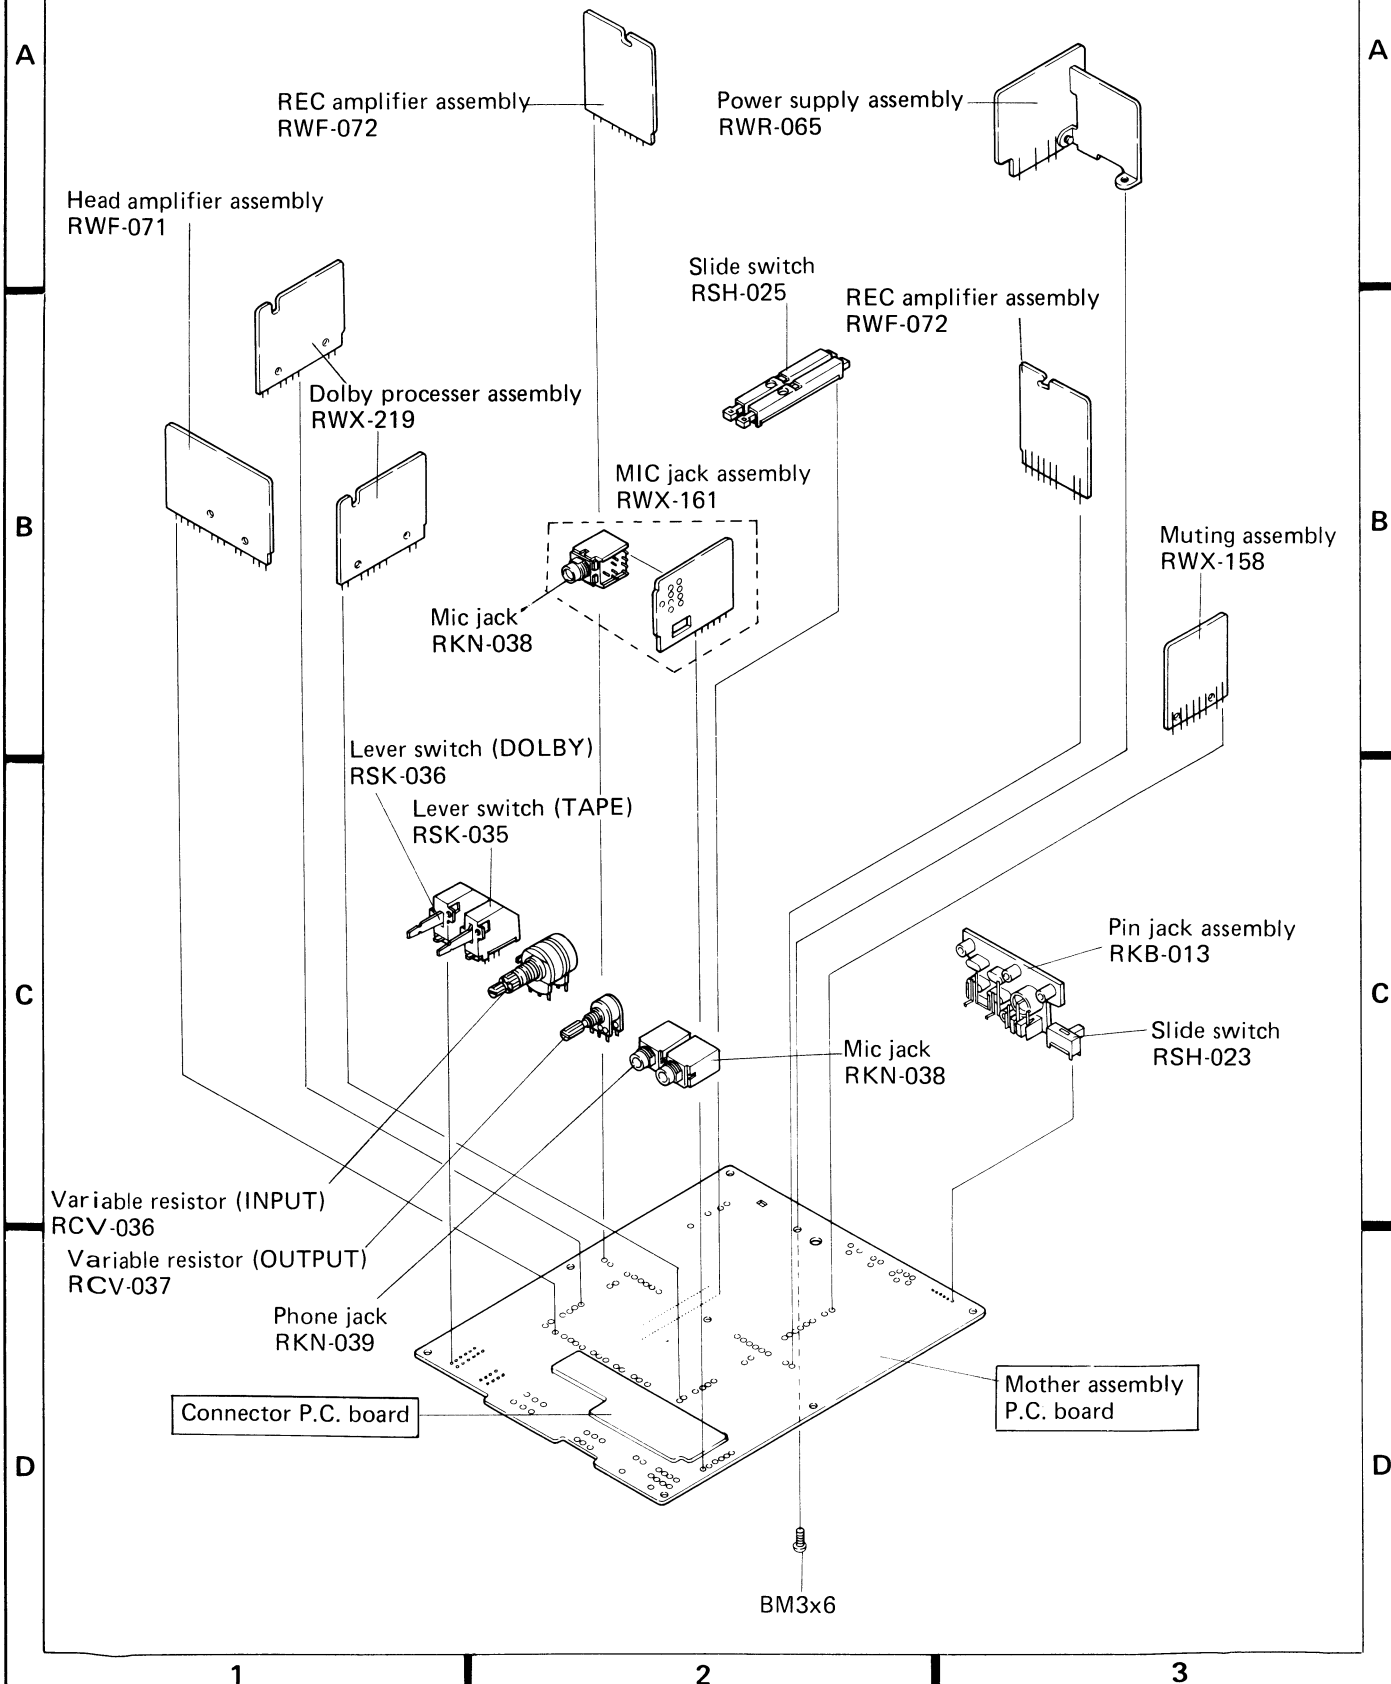 A
A
REC amplifier assembly
RWF-072
Power supply assembly
RWR-065
Head amplifier assembly
RWF-071
Slide switch
RSH-025
REC amplifier assembly
RWF-072
Dolby processer assembly
RWX-219
MIC jack assembly
RWX-161
B
B
Muting assembly
RWX-158
Mic jack
RKN-038
Lever switch (DOLBY)
RSK-036
Lever switch (TAPE)
RSK-035
Pin jack assembly
RKB-013
C
C
Slide switch
RSH-023
Mic jack
RKN-038
Variable resistor (INPUT)
RCV-036
Variable resistor (OUTPUT)
RCV-037
Phone jack
RKN-039
Mother assembly
P.C. board
Connector P.C. board
D
D
BM3x6
1
2
3